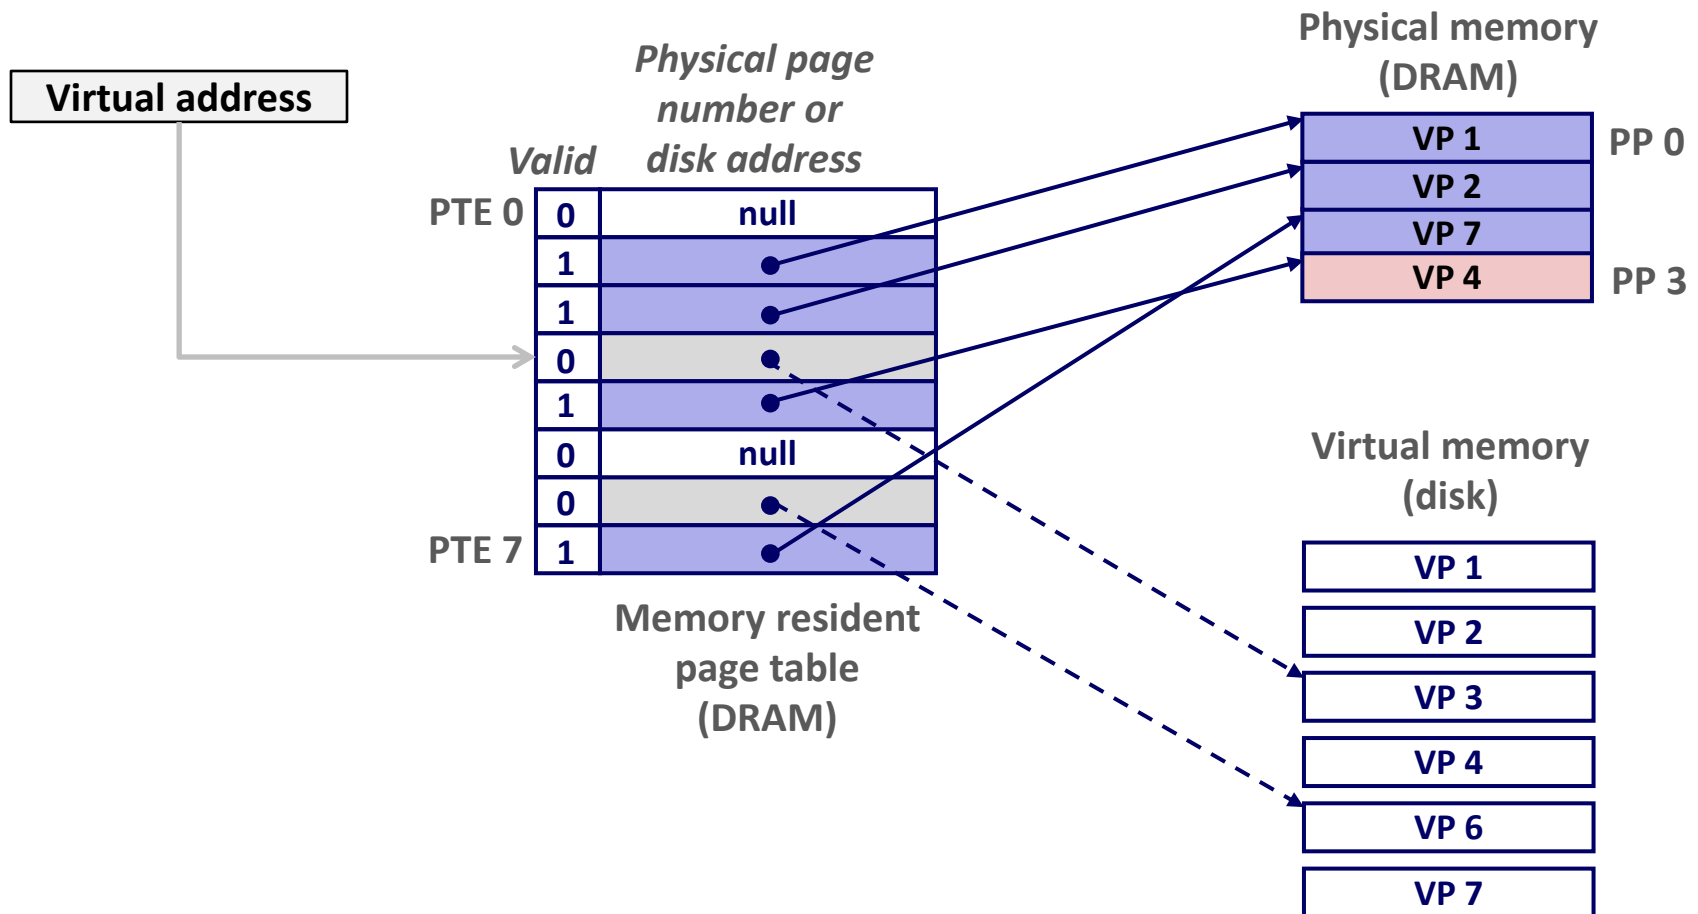 Virtual address
Physical page
number or
disk address
Valid
PTE 0
0
null
1
1
0
1
0
null
0
PTE 7
1
Memory resident
page table
(DRAM)
Physical memory
(DRAM)
VP 1
PP 0
VP 2
VP 7
VP 4
PP 3
Virtual memory
(disk)
VP 1
VP 2
VP 3
VP 4
VP 6
VP 7